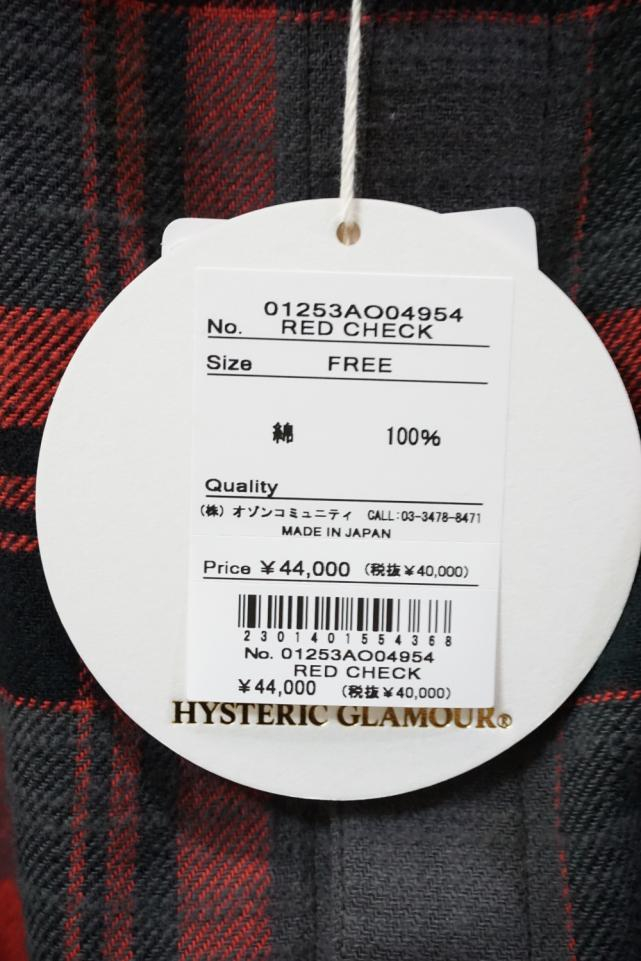 01253AO04954
No. RED CHECK
Size FREE
綿 100%
Quality
(株) オゾンコミュニティ CALL:03-3478-8471
MADE IN JAPAN
Price ¥44,000 (税抜¥40,000)
2301401554368
No. 01253AO04954
RED CHECK
¥44,000 (税抜¥40,000)
HYSTERIC GLAMOUR®